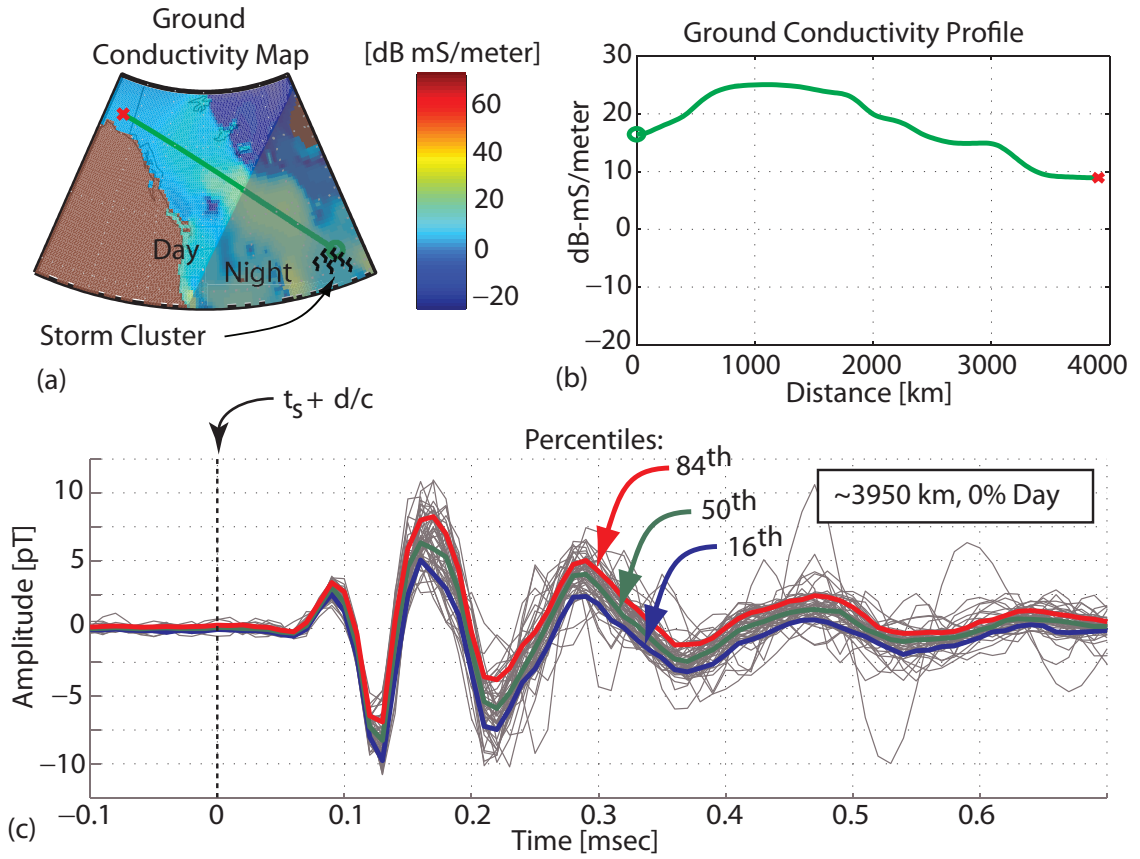 Ground
Conductivity Map
[dB mS/meter]
60
40
20
0
−20
Day
Night
Storm Cluster
(a)
Ground Conductivity Profile
30
20
10
0
−10
−20
dB-mS/meter
0
1000
2000
3000
4000
Distance [km]
(b)
t_s + d/c
Percentiles:
84th
50th
16th
~3950 km, 0% Day
10
5
0
−5
−10
Amplitude [pT]
−0.1
0
0.1
0.2
0.3
0.4
0.5
0.6
Time [msec]
(c)